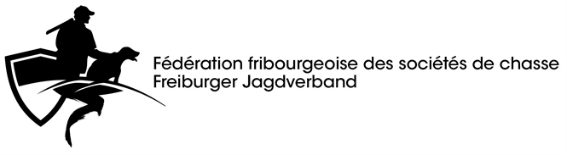 Fédération fribourgeoise des sociétés de chasse
Freiburger Jagdverband